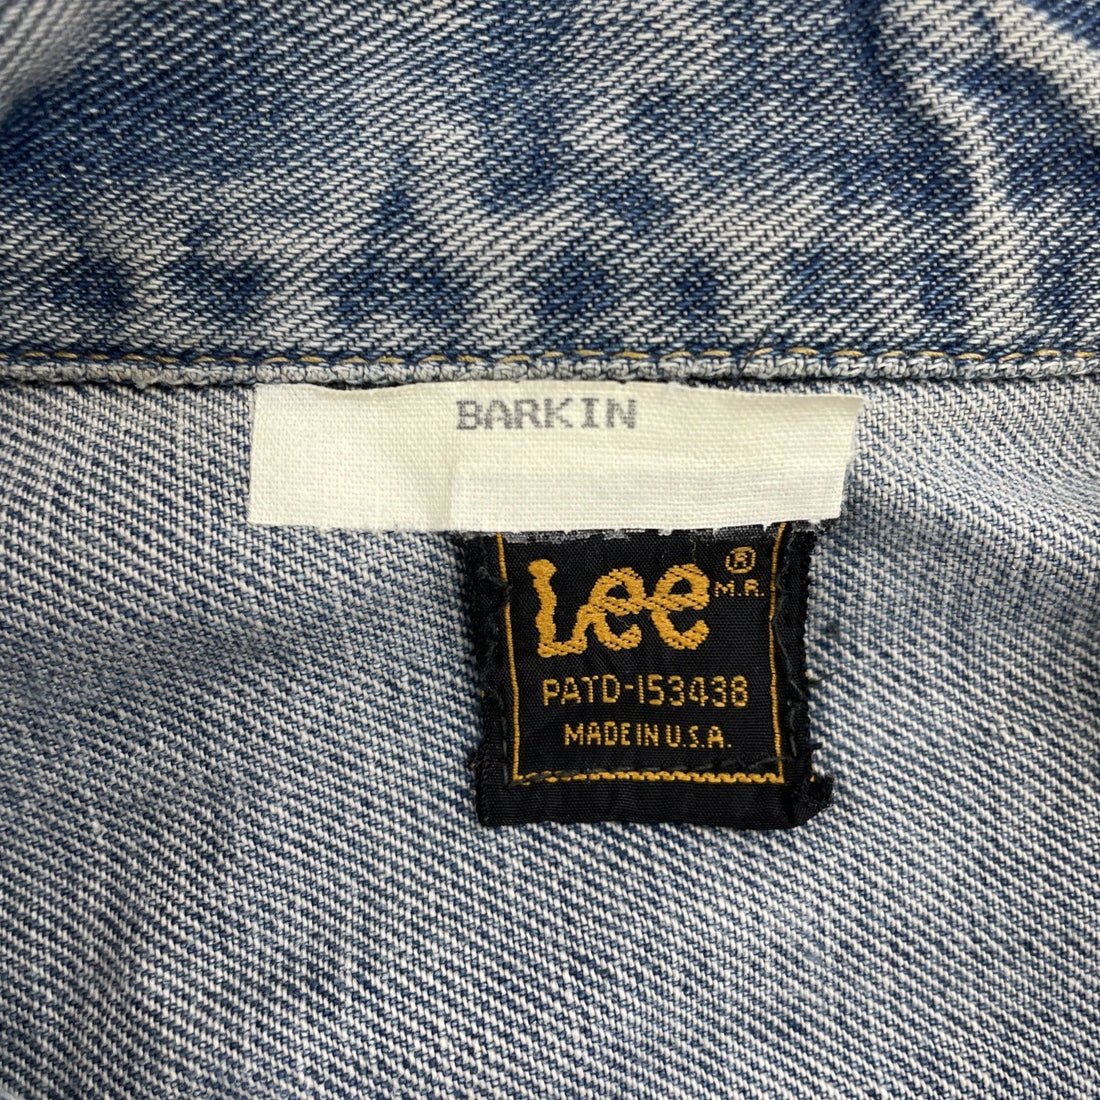 BARKIN
Lee ®
M.R.
PATD-153438
MADE IN U.S.A.